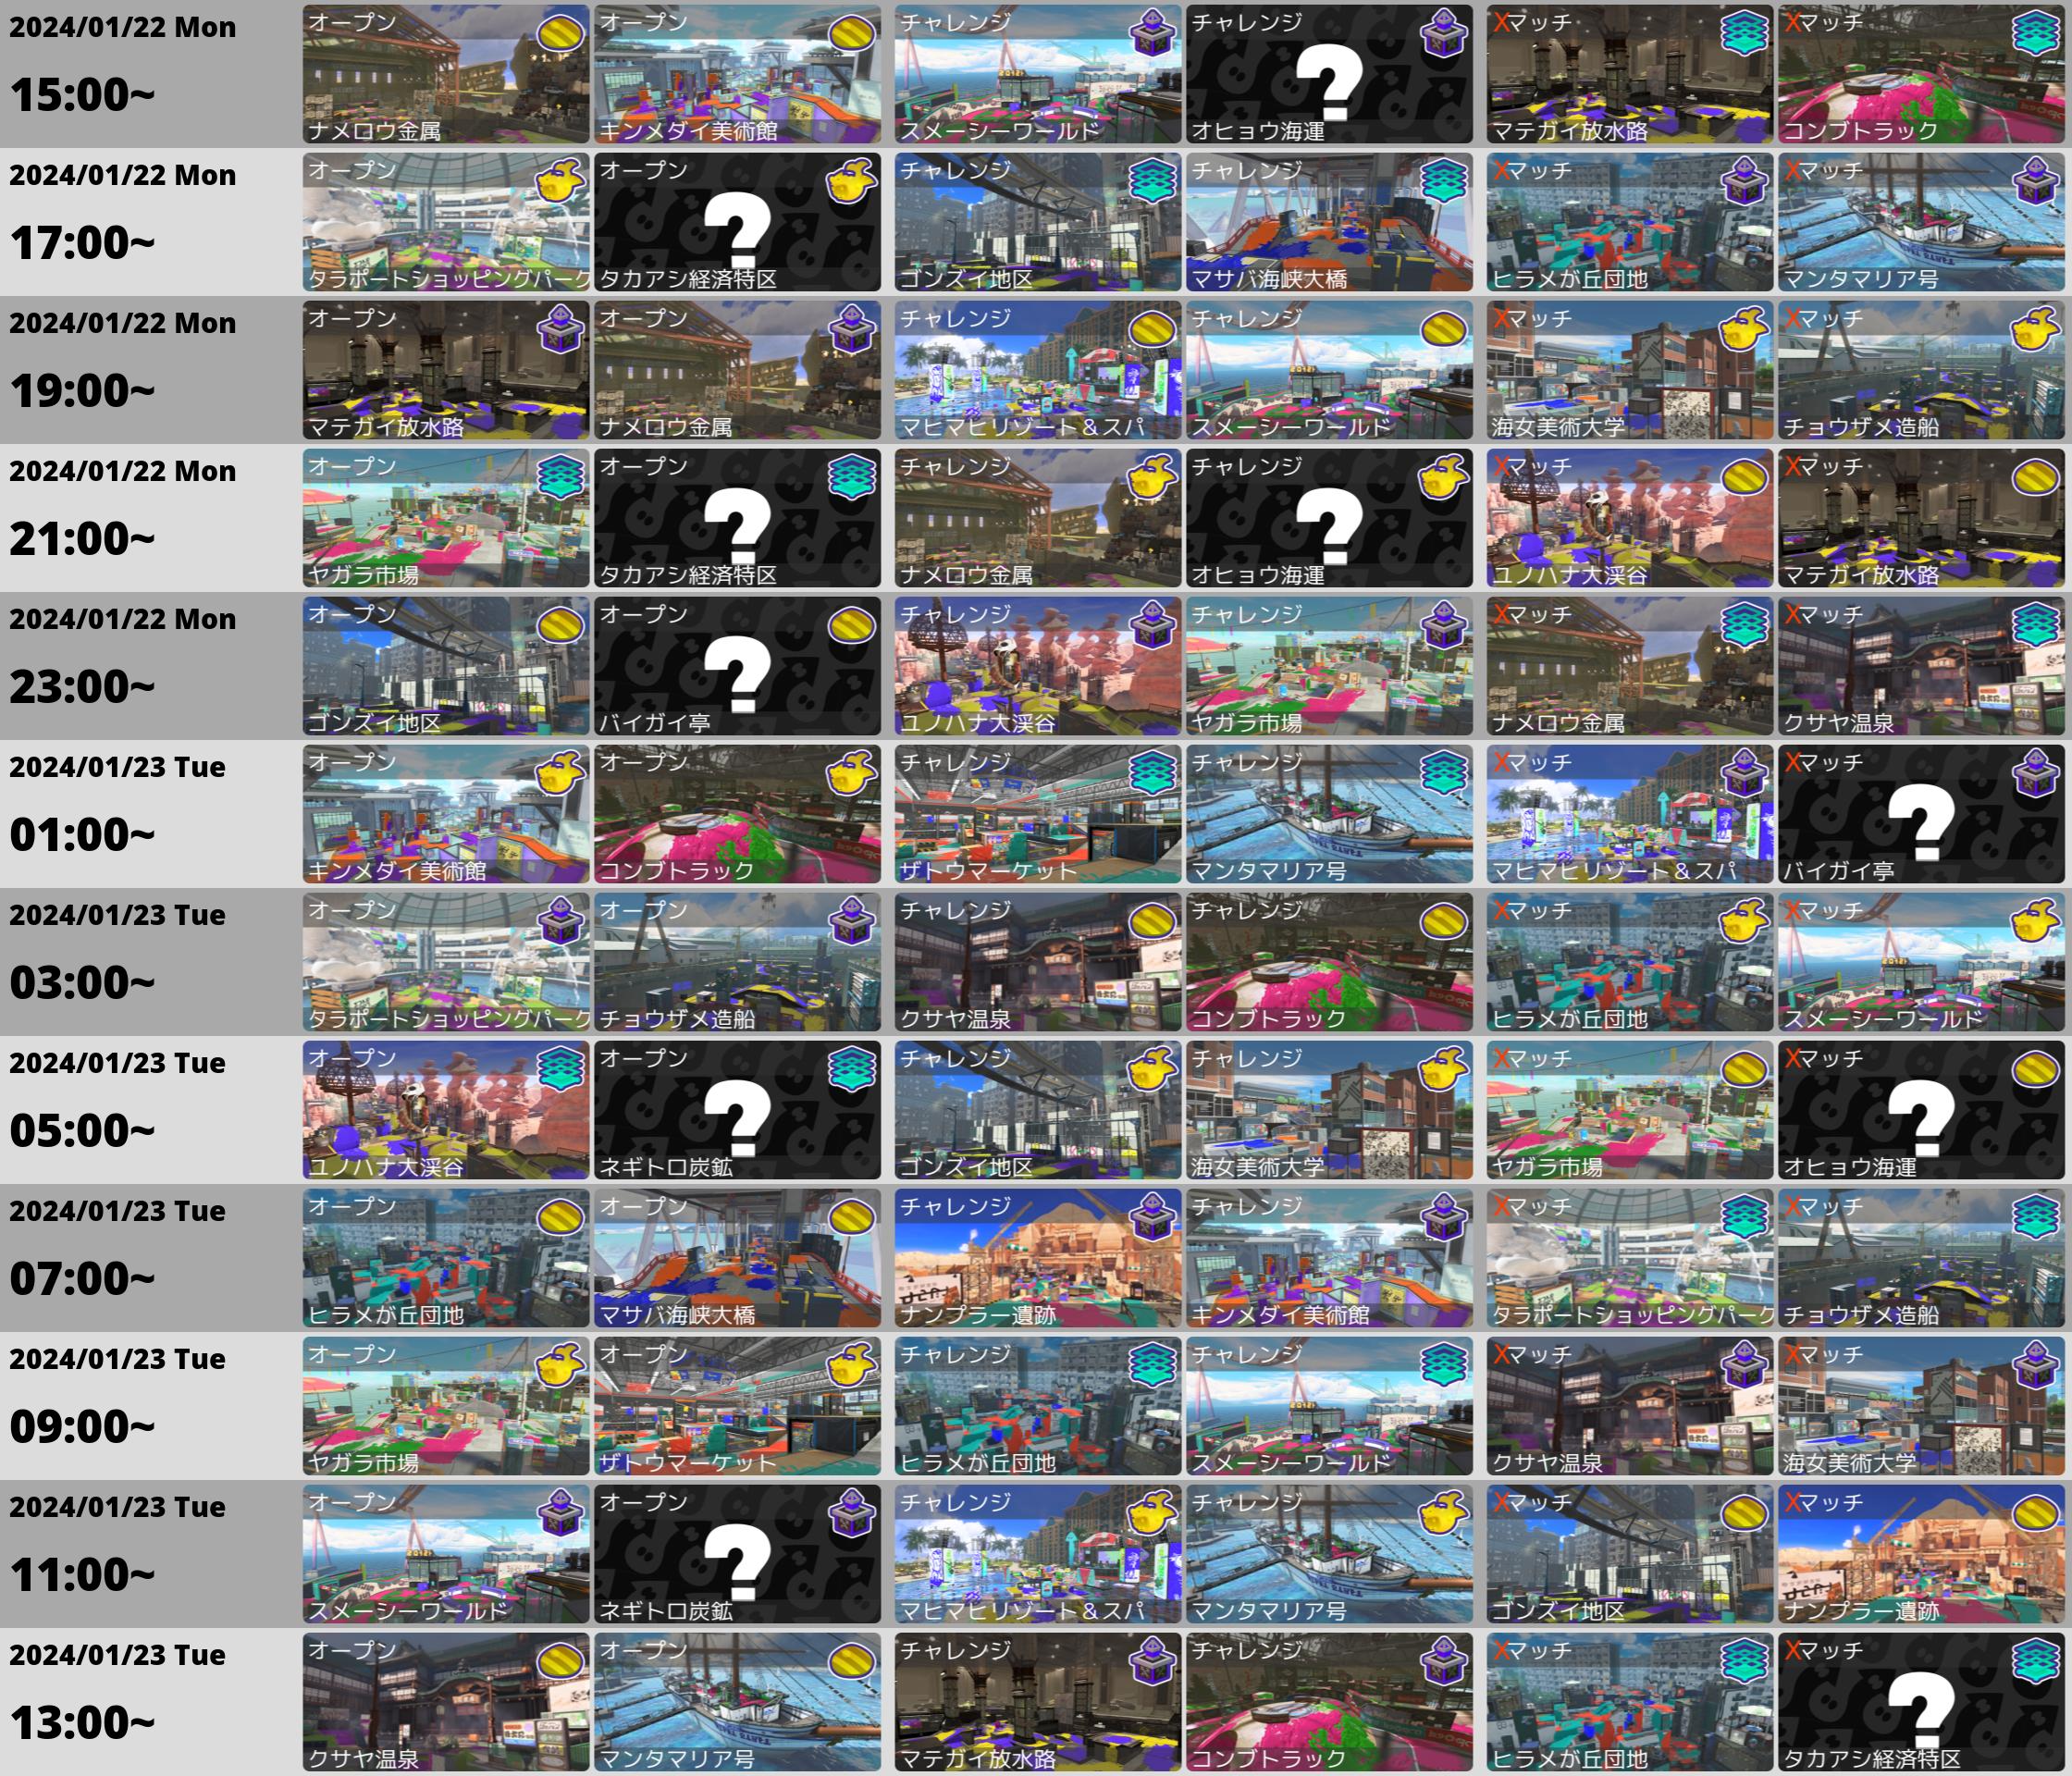 2024/01/22 Mon
15:00~
オープン オープン チャレンジ チャレンジ Xマッチ Xマッチ
ナメロウ金属 キンメダイ美術館 スメーシーワールド オヒョウ海運 マテガイ放水路 コンブトラック
2024/01/22 Mon
17:00~
オープン オープン チャレンジ チャレンジ Xマッチ Xマッチ
タラポートショッピングパーク タカアシ経済特区 ゴンズイ地区 マサバ海峡大橋 ヒラメが丘団地 マンタマリア号
2024/01/22 Mon
19:00~
オープン オープン チャレンジ チャレンジ Xマッチ Xマッチ
マテガイ放水路 ナメロウ金属 マヒマヒリゾート＆スパ スメーシーワールド 海女美術大学 チョウザメ造船
2024/01/22 Mon
21:00~
オープン オープン チャレンジ チャレンジ Xマッチ Xマッチ
ヤガラ市場 タカアシ経済特区 ナメロウ金属 オヒョウ海運 ユノハナ大渓谷 マテガイ放水路
2024/01/22 Mon
23:00~
オープン オープン チャレンジ チャレンジ Xマッチ Xマッチ
ゴンズイ地区 バイガイ亭 ユノハナ大渓谷 ヤガラ市場 ナメロウ金属 クサヤ温泉
2024/01/23 Tue
01:00~
オープン オープン チャレンジ チャレンジ Xマッチ Xマッチ
キンメダイ美術館 コンブトラック ザトウマーケット マンタマリア号 マヒマヒリゾート＆スパ バイガイ亭
2024/01/23 Tue
03:00~
オープン オープン チャレンジ チャレンジ Xマッチ Xマッチ
タラポートショッピングパーク チョウザメ造船 クサヤ温泉 コンブトラック ヒラメが丘団地 スメーシーワールド
2024/01/23 Tue
05:00~
オープン オープン チャレンジ チャレンジ Xマッチ Xマッチ
ユノハナ大渓谷 ネギトロ炭鉱 ゴンズイ地区 海女美術大学 ヤガラ市場 オヒョウ海運
2024/01/23 Tue
07:00~
オープン オープン チャレンジ チャレンジ Xマッチ Xマッチ
ヒラメが丘団地 マサバ海峡大橋 ナンプラー遺跡 キンメダイ美術館 タラポートショッピングパーク チョウザメ造船
2024/01/23 Tue
09:00~
オープン オープン チャレンジ チャレンジ Xマッチ Xマッチ
ヤガラ市場 ザトウマーケット ヒラメが丘団地 スメーシーワールド クサヤ温泉 海女美術大学
2024/01/23 Tue
11:00~
オープン オープン チャレンジ チャレンジ Xマッチ Xマッチ
スメーシーワールド ネギトロ炭鉱 マヒマヒリゾート＆スパ マンタマリア号 ゴンズイ地区 ナンプラー遺跡
2024/01/23 Tue
13:00~
オープン オープン チャレンジ チャレンジ Xマッチ Xマッチ
クサヤ温泉 マンタマリア号 マテガイ放水路 コンブトラック ヒラメが丘団地 タカアシ経済特区